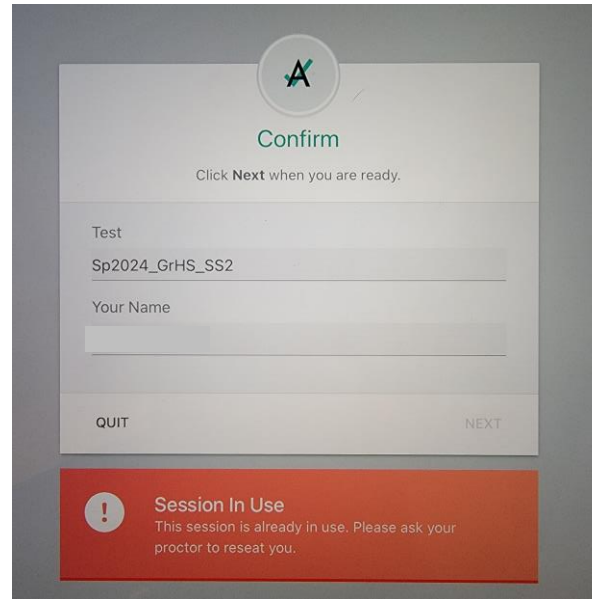 Confirm
Click Next when you are ready.
Test
Sp2024_GrHS_SS2
Your Name
QUIT NEXT
Session In Use
This session is already in use. Please ask your
proctor to reseat you.